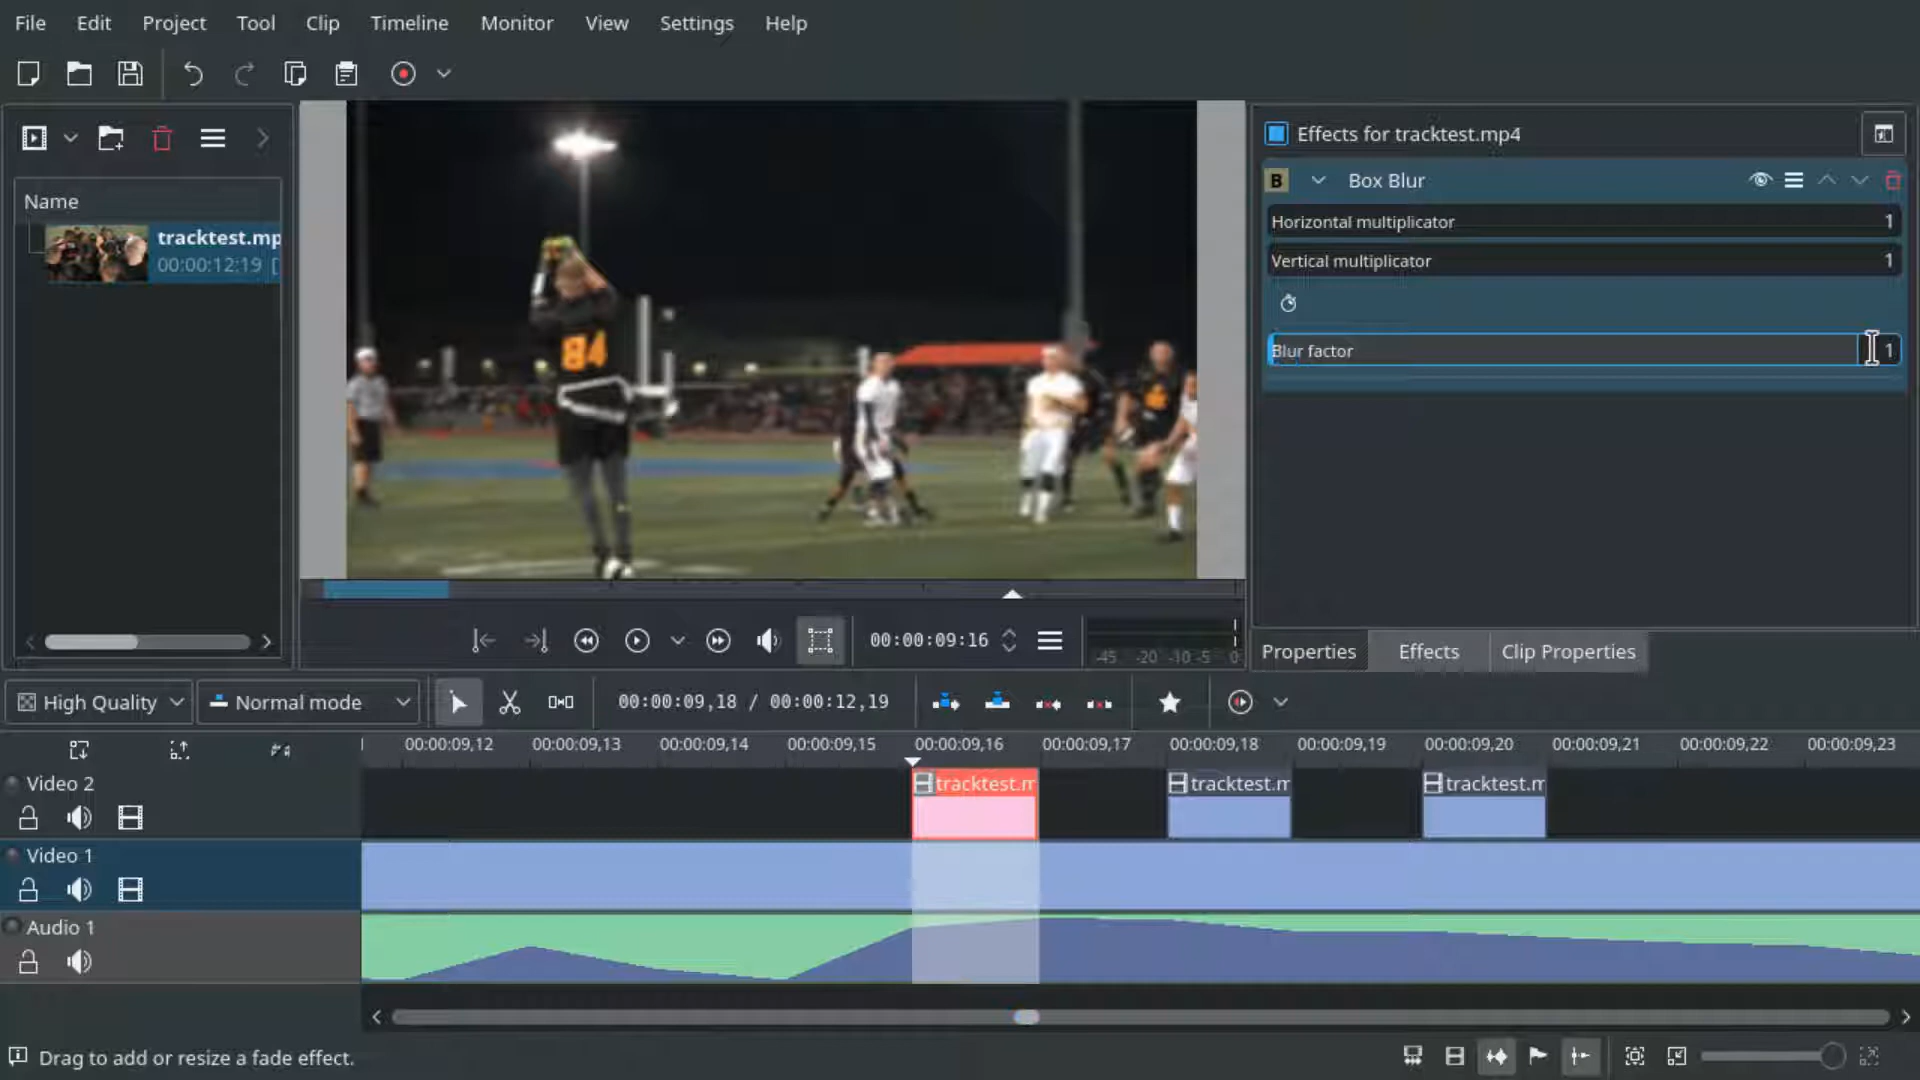 File Edit Project Tool Clip Timeline Monitor View Settings Help
Name
tracktest.mp
00:00:12:19 [
84
Effects for tracktest.mp4
B Box Blur
Horizontal multiplicator 1
Vertical multiplicator 1
Blur factor 1
00:00:09:16
-45 -20 -10 -5 0
Properties Effects Clip Properties
High Quality Normal mode 00:00:09,18 / 00:00:12,19
00:00:09,12 00:00:09,13 00:00:09,14 00:00:09,15 00:00:09,16 00:00:09,17 00:00:09,18 00:00:09,19 00:00:09,20 00:00:09,21 00:00:09,22 00:00:09,23
Video 2 tracktest.m tracktest.m tracktest.m
Video 1
Audio 1
Drag to add or resize a fade effect.